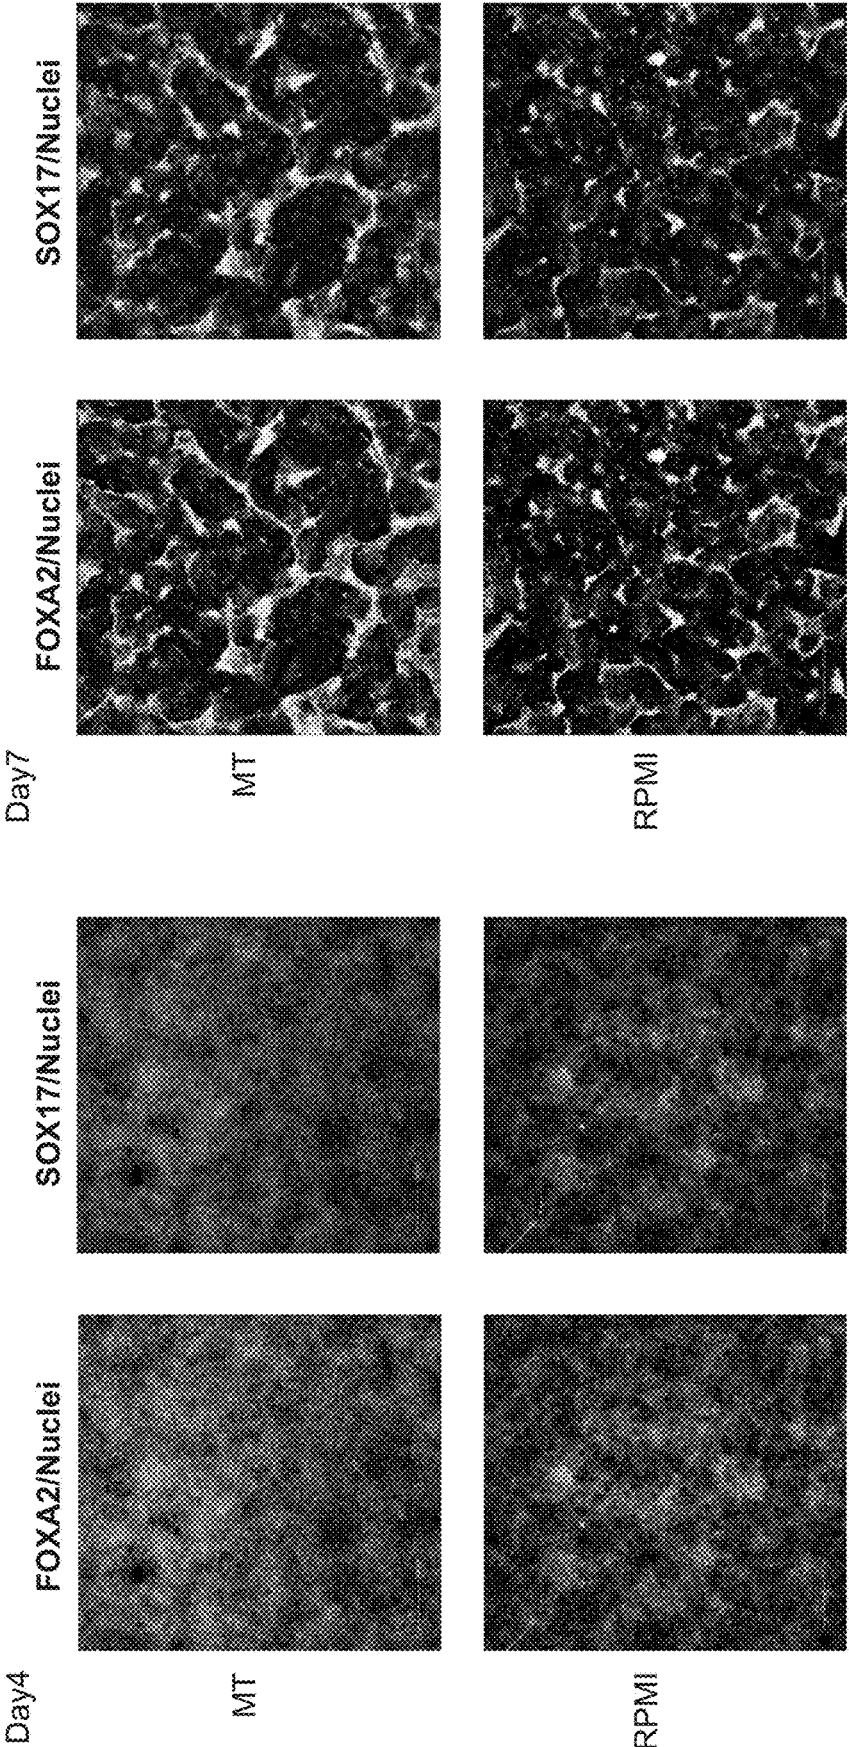 Day4
FOXA2/Nuclei
SOX17/Nuclei
MT
RPMI
Day7
FOXA2/Nuclei
SOX17/Nuclei
MT
RPMI